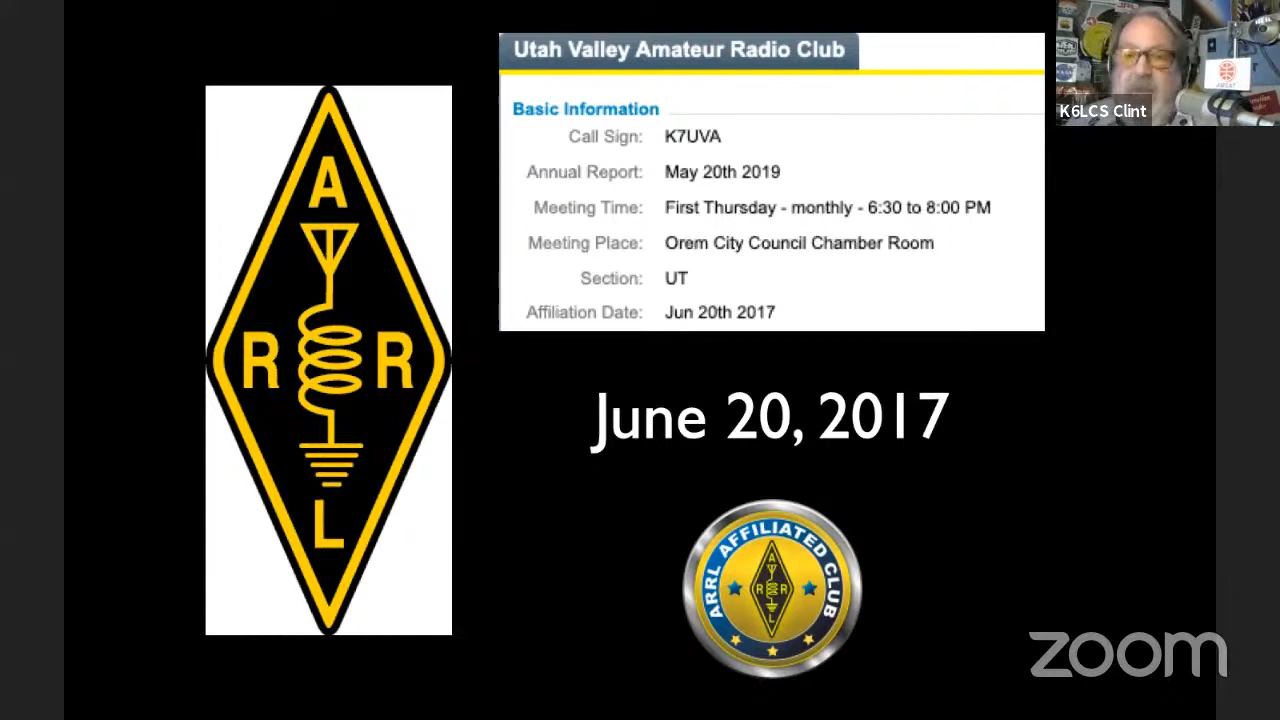 Utah Valley Amateur Radio Club
Basic Information
Call Sign: K7UVA
Annual Report: May 20th 2019
Meeting Time: First Thursday - monthly - 6:30 to 8:00 PM
Meeting Place: Orem City Council Chamber Room
Section: UT
Affiliation Date: Jun 20th 2017
A
R R
L
June 20, 2017
ARRL AFFILIATED CLUB
A
R R
L
K6LCS Clint
zoom